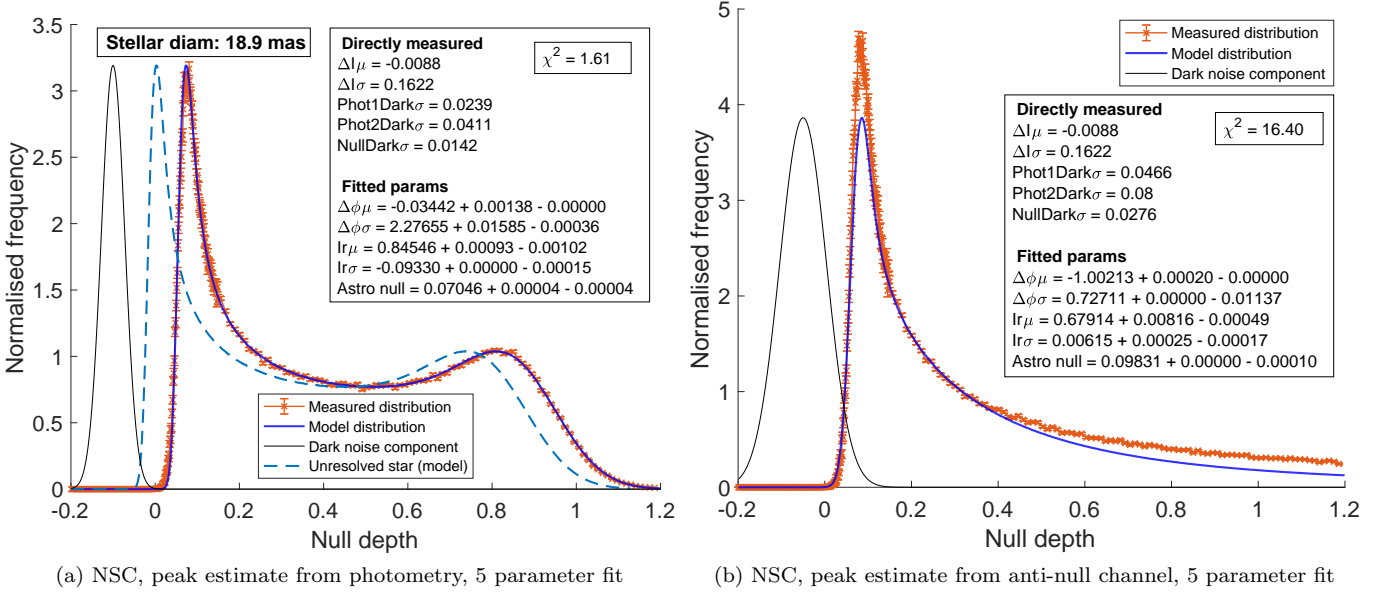 3.5
3
2.5
2
1.5
1
0.5
0
-0.2
0
0.2
0.4
0.6
0.8
1
1.2
Normalised frequency
Null depth
Stellar diam: 18.9 mas
Directly measured
ΔIμ = -0.0088
ΔIσ = 0.1622
Phot1Darkσ = 0.0239
Phot2Darkσ = 0.0411
NullDarkσ = 0.0142
χ² = 1.61
Fitted params
Δϕμ = -0.03442 + 0.00138 - 0.00000
Δϕσ = 2.27655 + 0.01585 - 0.00036
Irμ = 0.84546 + 0.00093 - 0.00102
Irσ = -0.09330 + 0.00000 - 0.00015
Astro null = 0.07046 + 0.00004 - 0.00004
Measured distribution
Model distribution
Dark noise component
Unresolved star (model)
(a) NSC, peak estimate from photometry, 5 parameter fit
5
4
3
2
1
0
-0.2
0
0.2
0.4
0.6
0.8
1
1.2
Normalised frequency
Null depth
Measured distribution
Model distribution
Dark noise component
Directly measured
ΔIμ = -0.0088
ΔIσ = 0.1622
Phot1Darkσ = 0.0466
Phot2Darkσ = 0.08
NullDarkσ = 0.0276
χ² = 16.40
Fitted params
Δϕμ = -1.00213 + 0.00020 - 0.00000
Δϕσ = 0.72711 + 0.00000 - 0.01137
Irμ = 0.67914 + 0.00816 - 0.00049
Irσ = 0.00615 + 0.00025 - 0.00017
Astro null = 0.09831 + 0.00000 - 0.00010
(b) NSC, peak estimate from anti-null channel, 5 parameter fit